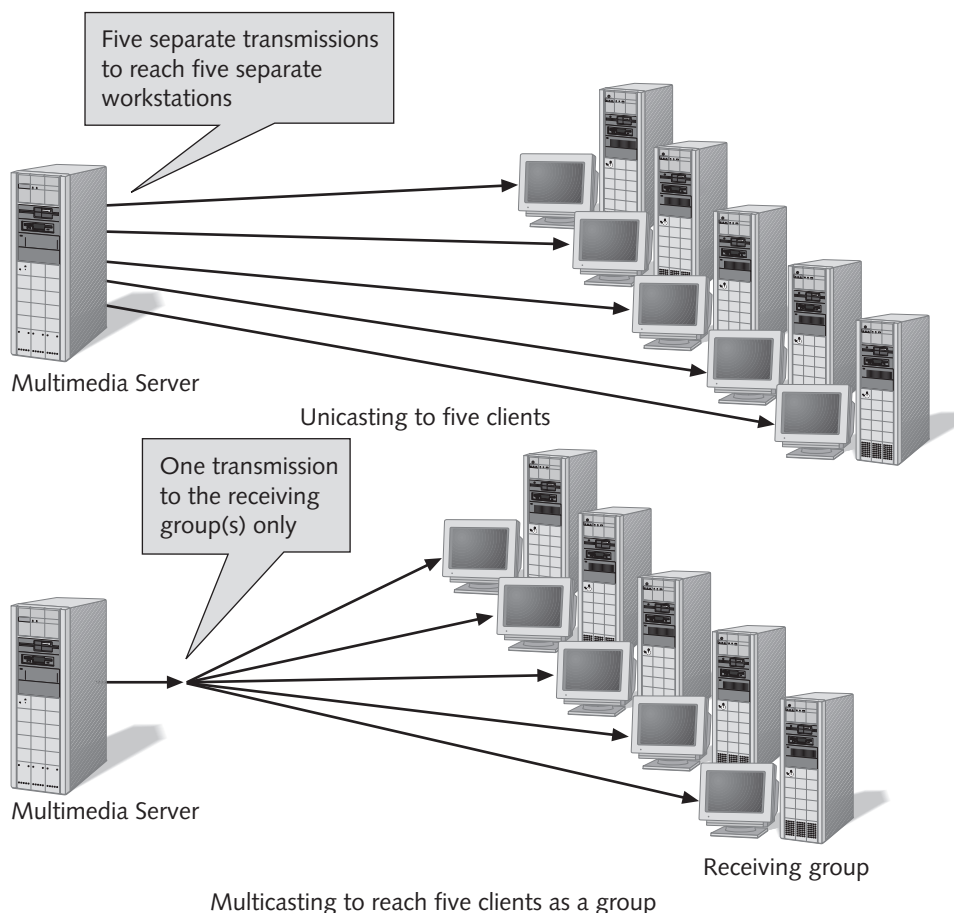 Five separate transmissions
to reach five separate
workstations
Multimedia Server
Unicasting to five clients
One transmission
to the receiving
group(s) only
Multimedia Server
Receiving group
Multicasting to reach five clients as a group